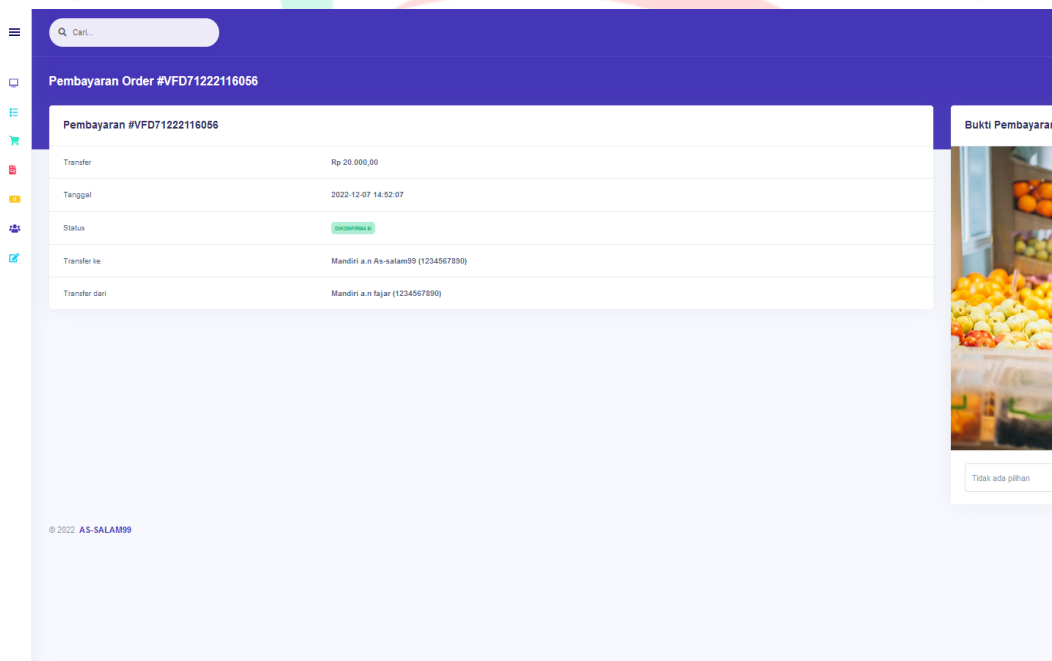 Cari...
Pembayaran Order #VFD71222116056
Pembayaran #VFD71222116056
Transfer Rp 20.000,00
Tanggal 2022-12-07 14:52:07
Status DIKONFIRMASI
Transfer ke Mandiri a.n As-salam99 (1234567890)
Transfer dari Mandiri a.n fajar (1234567890)
Bukti Pembayaran
Tidak ada pilihan
© 2022 AS-SALAM99